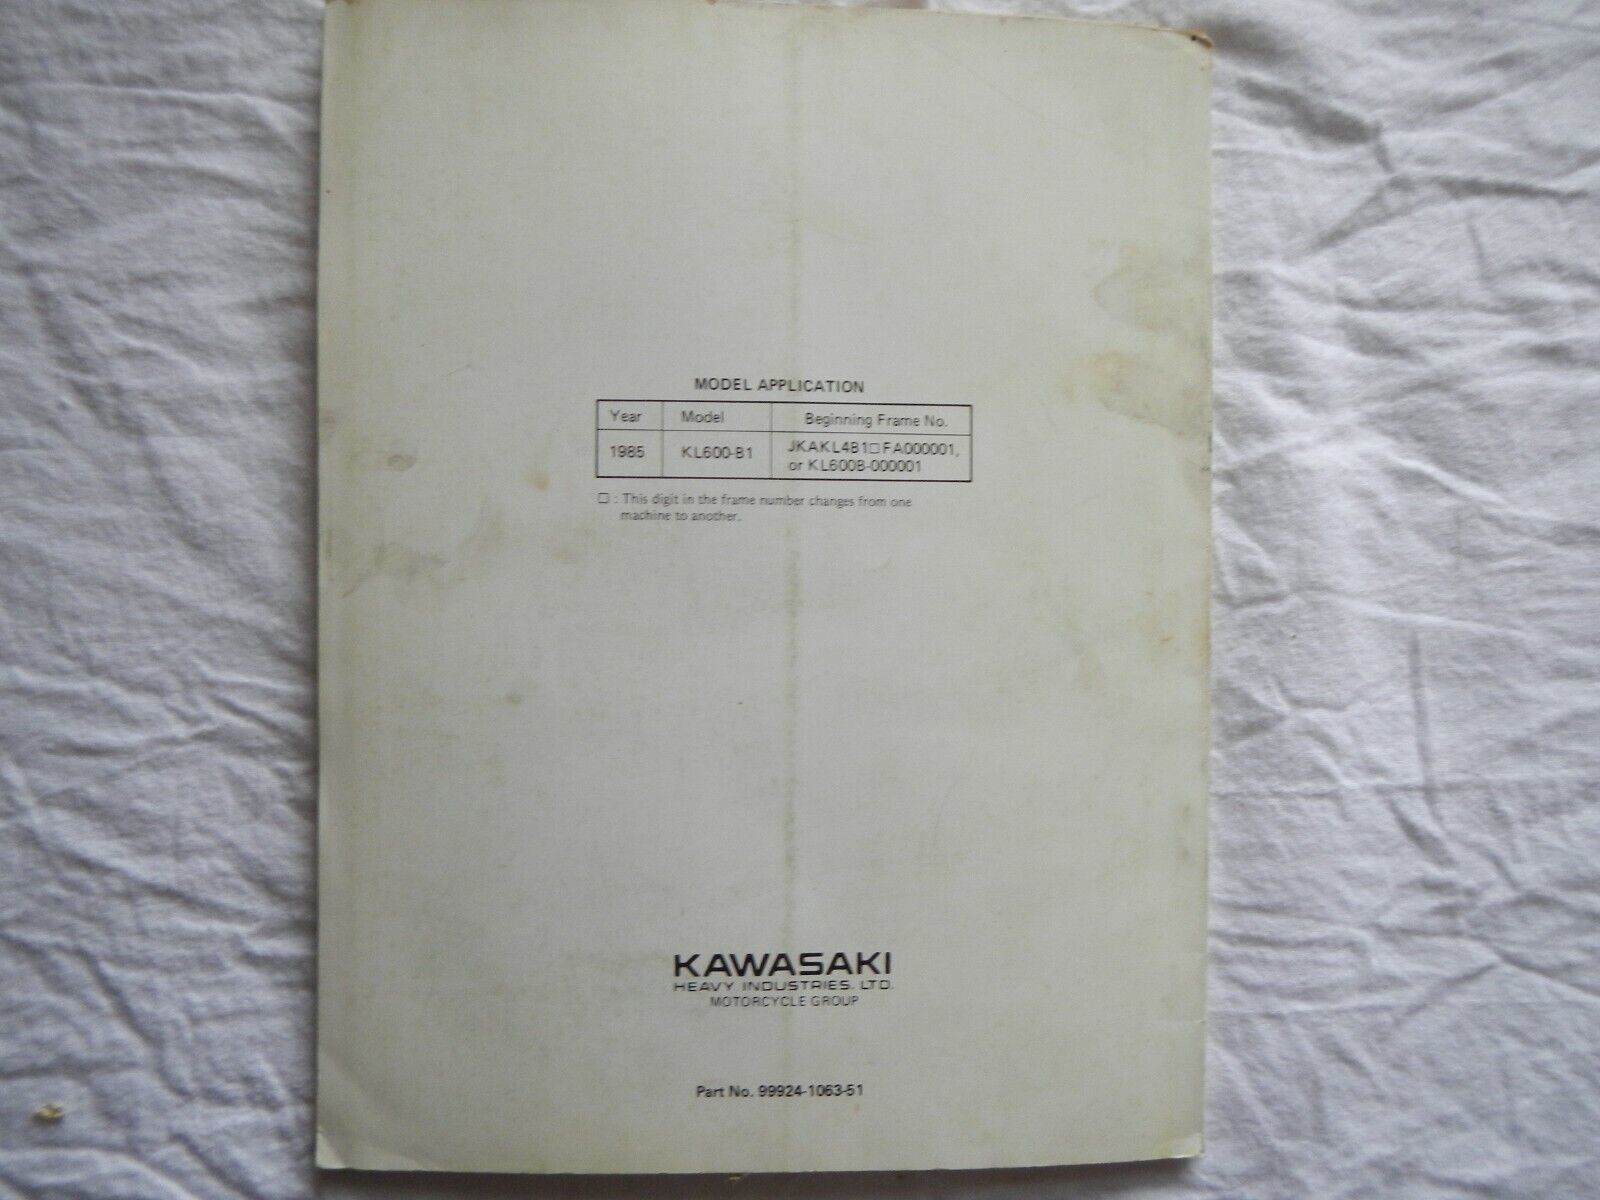 MODEL APPLICATION
Year Model Beginning Frame No.
1985 KL600-B1 JKAKL4B1□FA000001,
or KL600B-000001
□ : This digit in the frame number changes from one
machine to another.
KAWASAKI
HEAVY INDUSTRIES, LTD.
MOTORCYCLE GROUP
Part No. 99924-1063-51